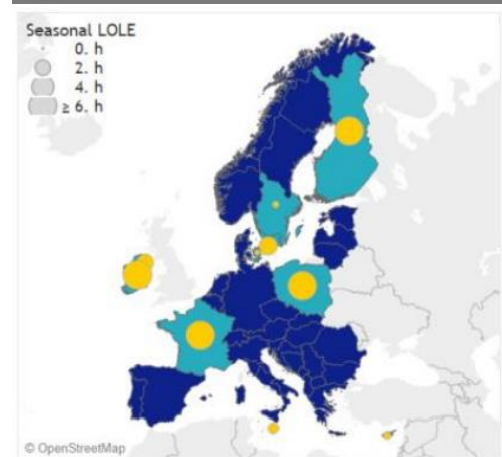 Seasonal LOLE
0. h
2. h
4. h
≥ 6. h
© OpenStreetMap